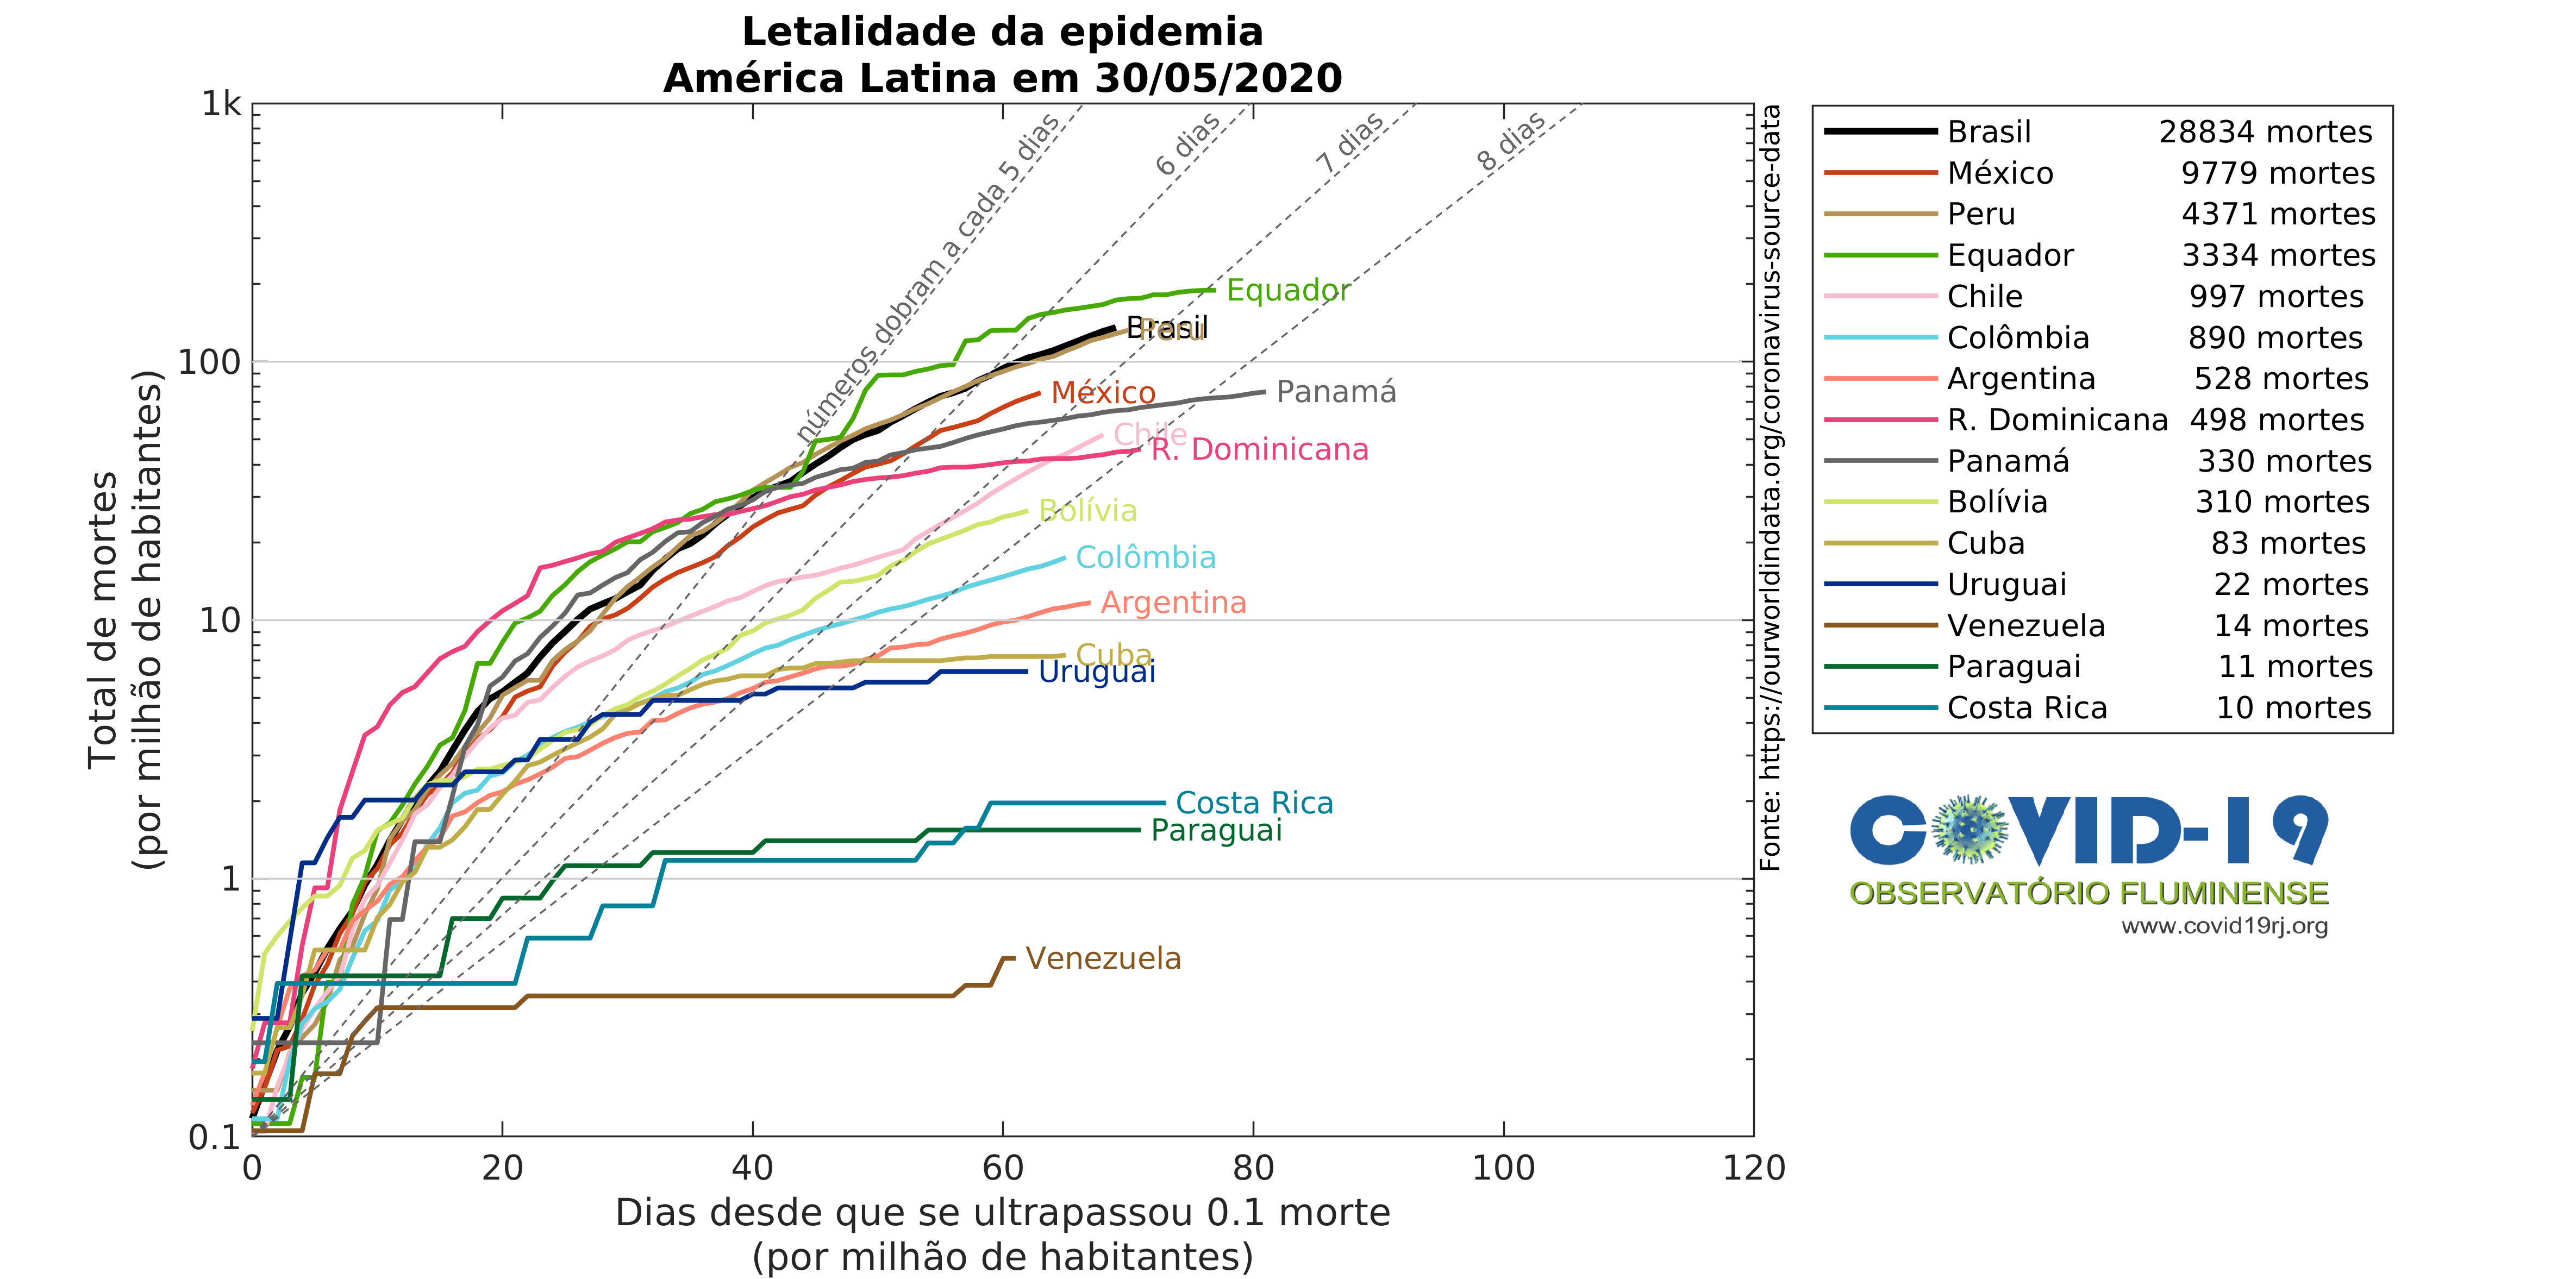 Letalidade da epidemia
América Latina em 30/05/2020
Total de mortes
(por milhão de habitantes)
1k
100
10
1
0.1
0
20
40
60
80
100
120
Dias desde que se ultrapassou 0.1 morte
(por milhão de habitantes)
números dobram a cada 5 dias
6 dias
7 dias
8 dias
Equador
Brasil
Peru
México
Panamá
Chile
R. Dominicana
Bolívia
Colômbia
Argentina
Cuba
Uruguai
Costa Rica
Paraguai
Venezuela
Fonte: https://ourworldindata.org/coronavirus-source-data
Brasil 28834 mortes
México 9779 mortes
Peru 4371 mortes
Equador 3334 mortes
Chile 997 mortes
Colômbia 890 mortes
Argentina 528 mortes
R. Dominicana 498 mortes
Panamá 330 mortes
Bolívia 310 mortes
Cuba 83 mortes
Uruguai 22 mortes
Venezuela 14 mortes
Paraguai 11 mortes
Costa Rica 10 mortes
COVID-19
OBSERVATÓRIO FLUMINENSE
www.covid19rj.org